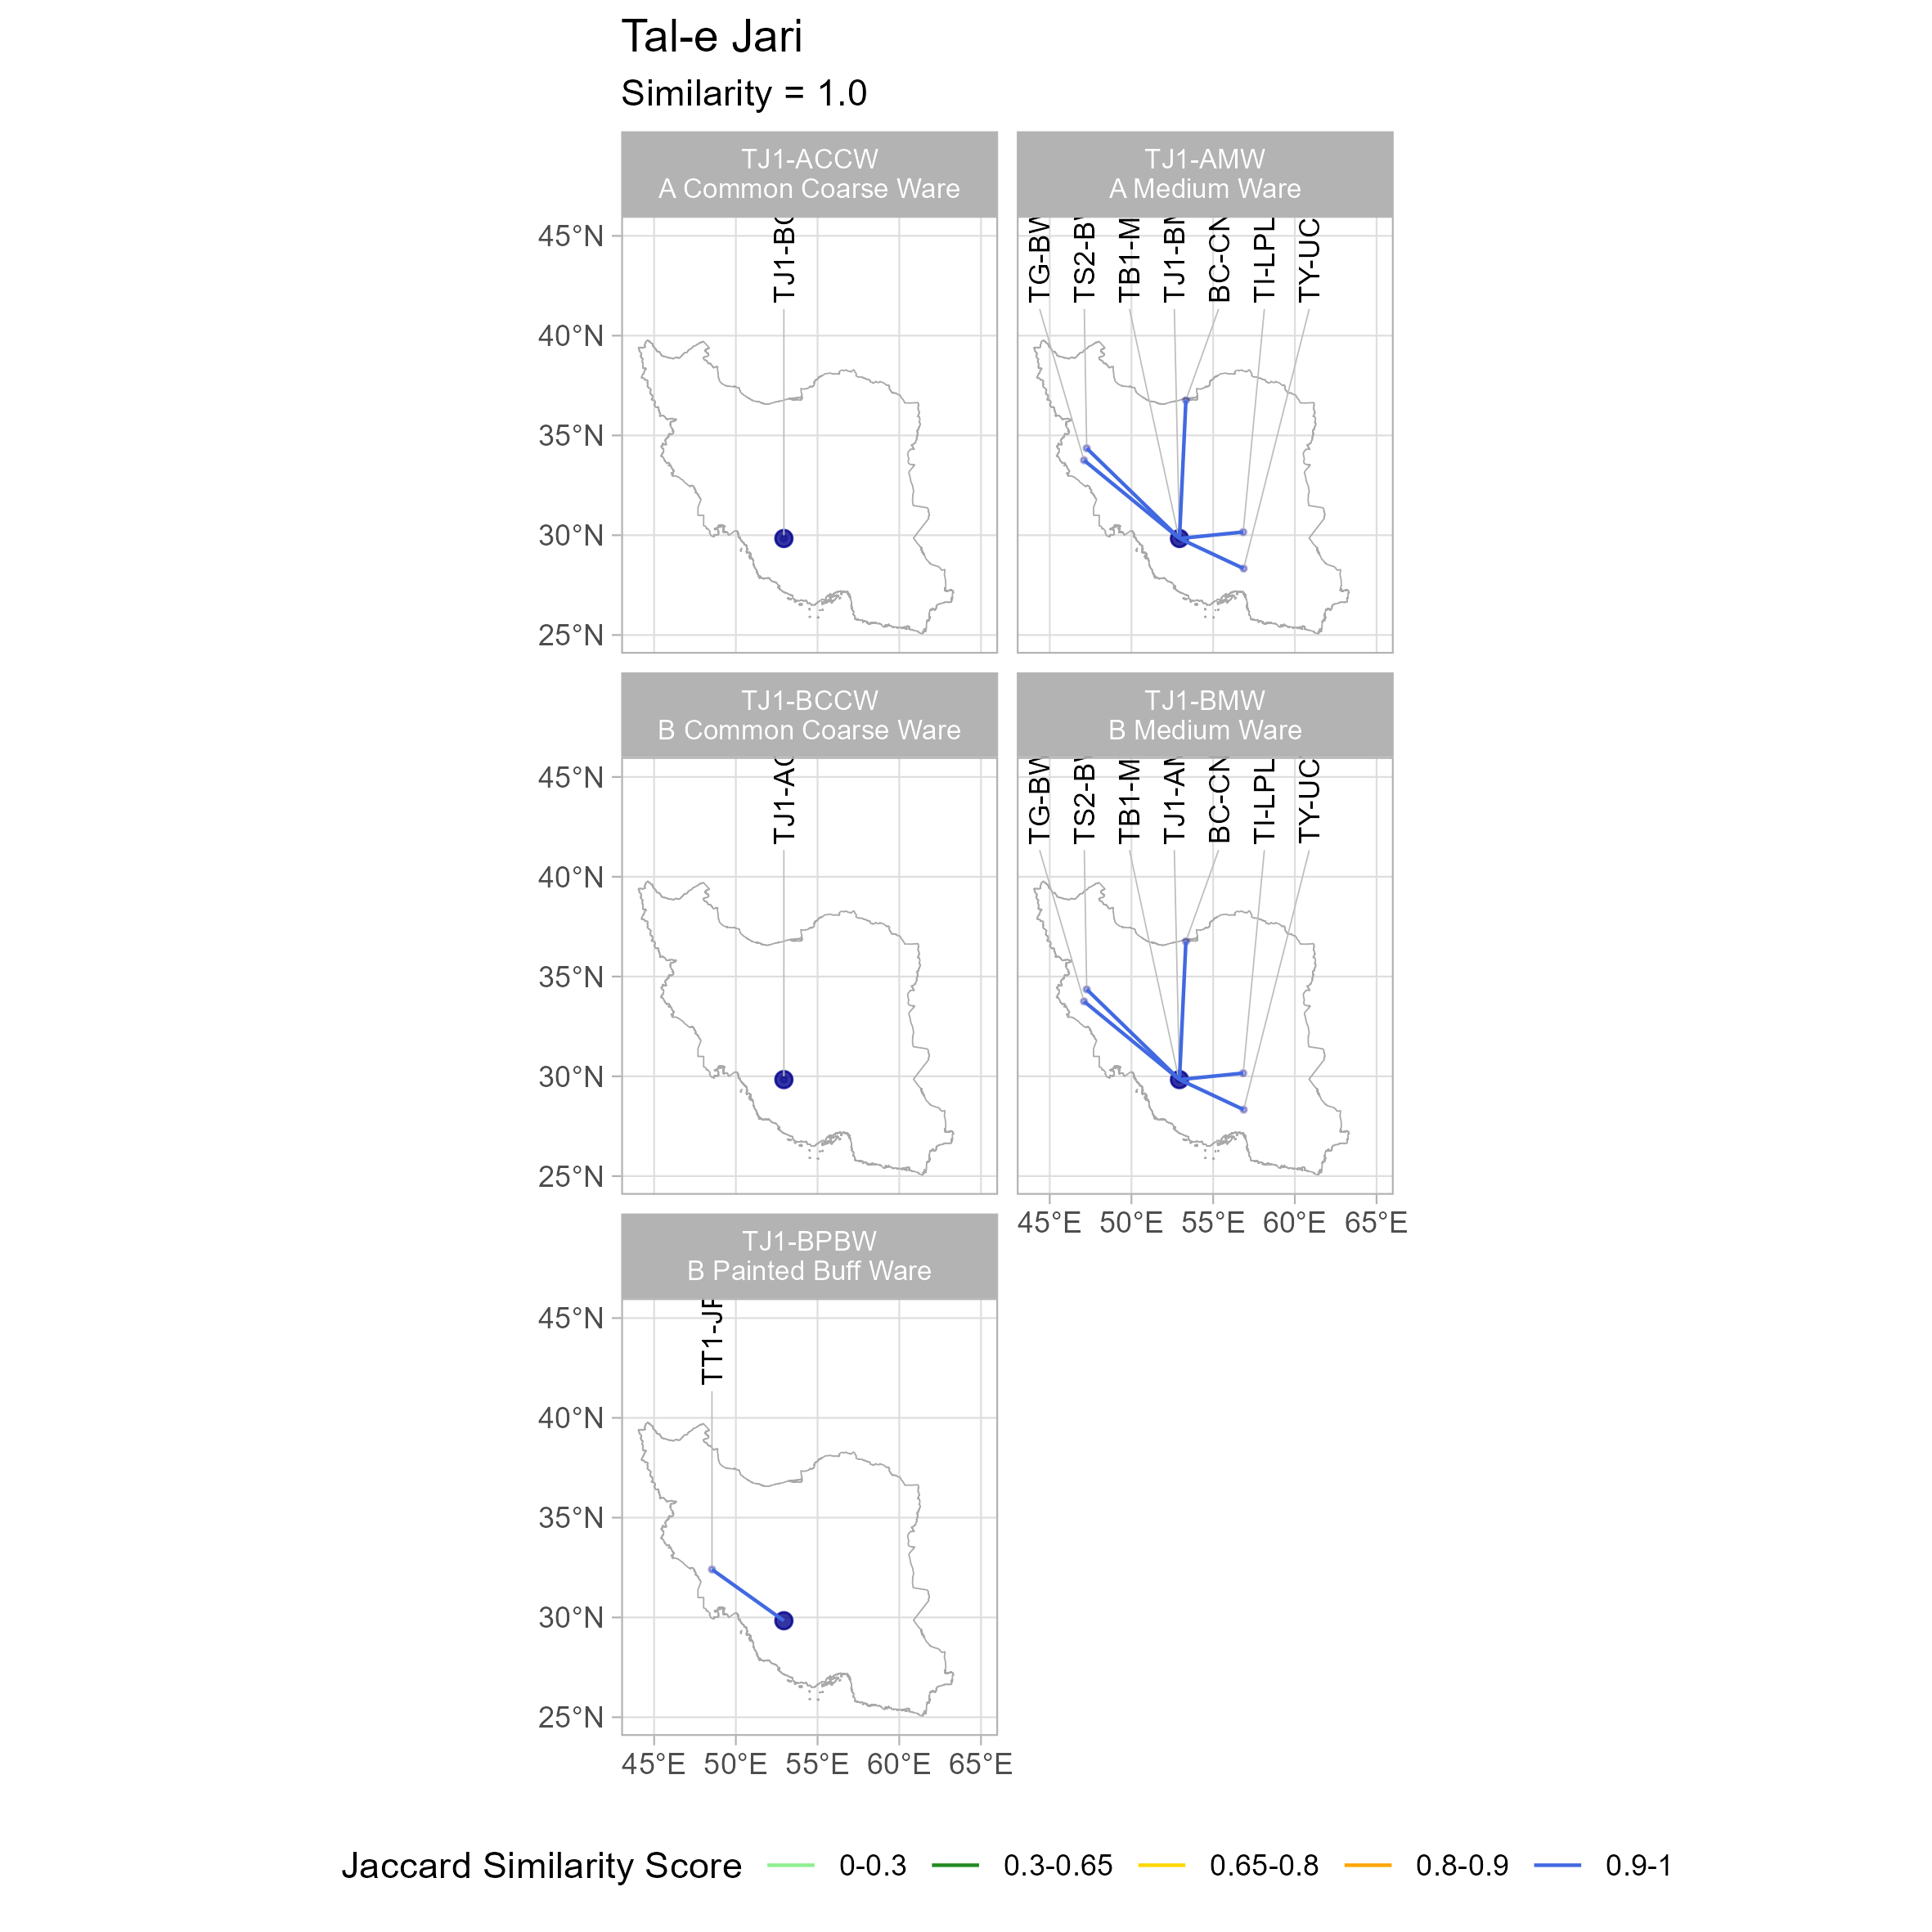 Tal-e Jari
Similarity = 1.0
TJ1-ACCW
A Common Coarse Ware
TJ1-AMW
A Medium Ware
TJ1-BC
TG-BW
TS2-B
TB1-M
TJ1-BM
BC-CN
TI-LPL
TY-UC
45°N
40°N
35°N
30°N
25°N
TJ1-BCCW
B Common Coarse Ware
TJ1-BMW
B Medium Ware
TJ1-AC
TG-BW
TS2-B
TB1-M
TJ1-AM
BC-CN
TI-LPL
TY-UC
45°N
40°N
35°N
30°N
25°N
45°E 50°E 55°E 60°E 65°E
TJ1-BPBW
B Painted Buff Ware
TT1-J
45°N
40°N
35°N
30°N
25°N
45°E 50°E 55°E 60°E 65°E
Jaccard Similarity Score 0-0.3 0.3-0.65 0.65-0.8 0.8-0.9 0.9-1